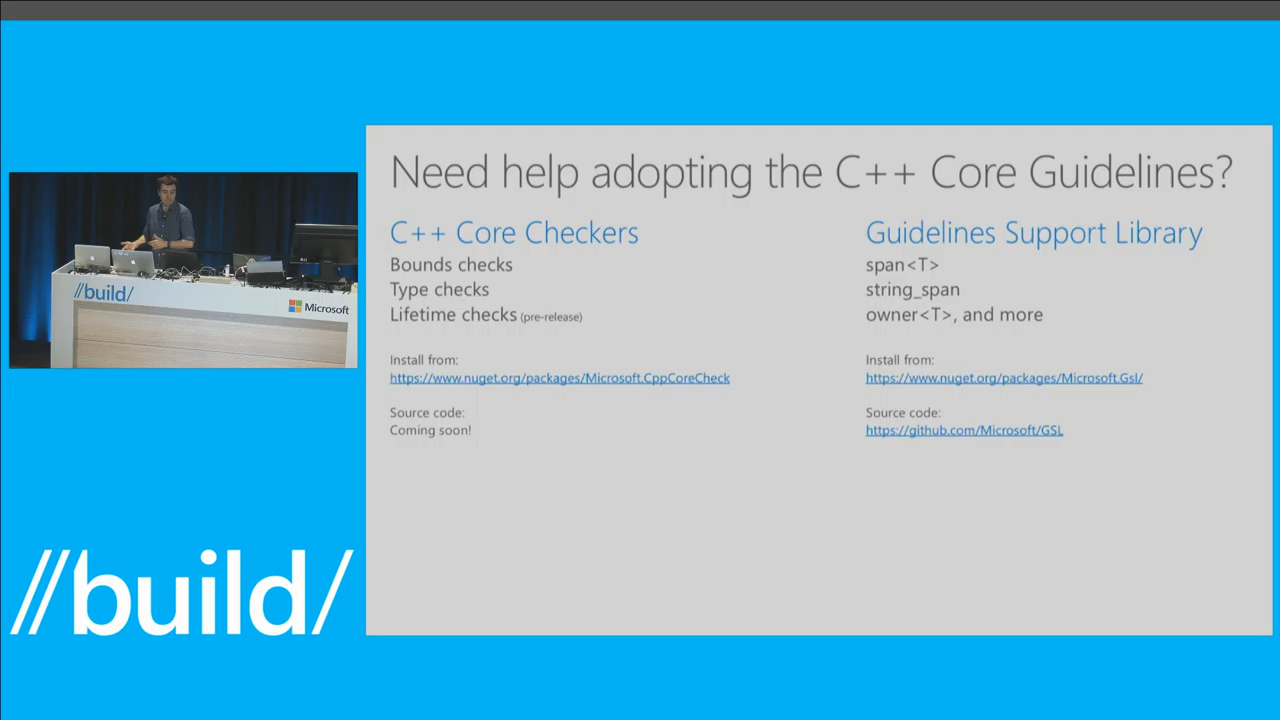 Need help adopting the C++ Core Guidelines?
C++ Core Checkers
Bounds checks
Type checks
Lifetime checks (pre-release)
Install from:
https://www.nuget.org/packages/Microsoft.CppCoreCheck
Source code:
Coming soon!
Guidelines Support Library
span<T>
string_span
owner<T>, and more
Install from:
https://www.nuget.org/packages/Microsoft.Gsl/
Source code:
https://github.com/Microsoft/GSL
//build/
Microsoft
//build/